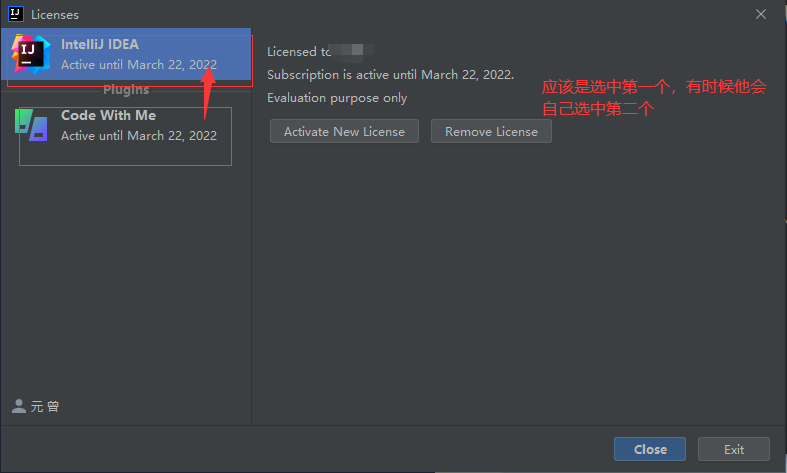 Licenses
IntelliJ IDEA
Active until March 22, 2022
Plugins
Code With Me
Active until March 22, 2022
元 曾
Licensed to
Subscription is active until March 22, 2022.
Evaluation purpose only
Activate New License
Remove License
应该是选中第一个，有时候他会
自己选中第二个
Close
Exit